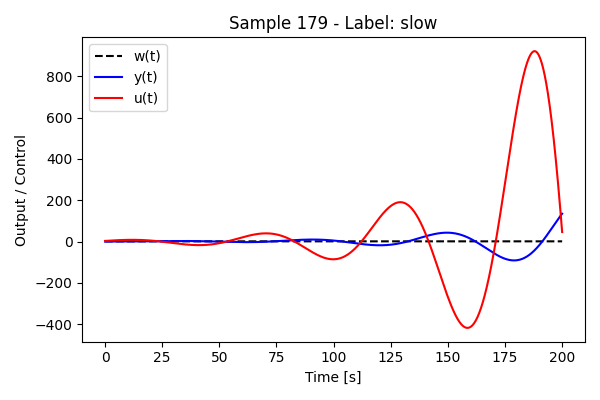 Sample 179 - Label: slow
w(t)
y(t)
u(t)
Output / Control
800
600
400
200
0
−200
−400
0 25 50 75 100 125 150 175 200
Time [s]